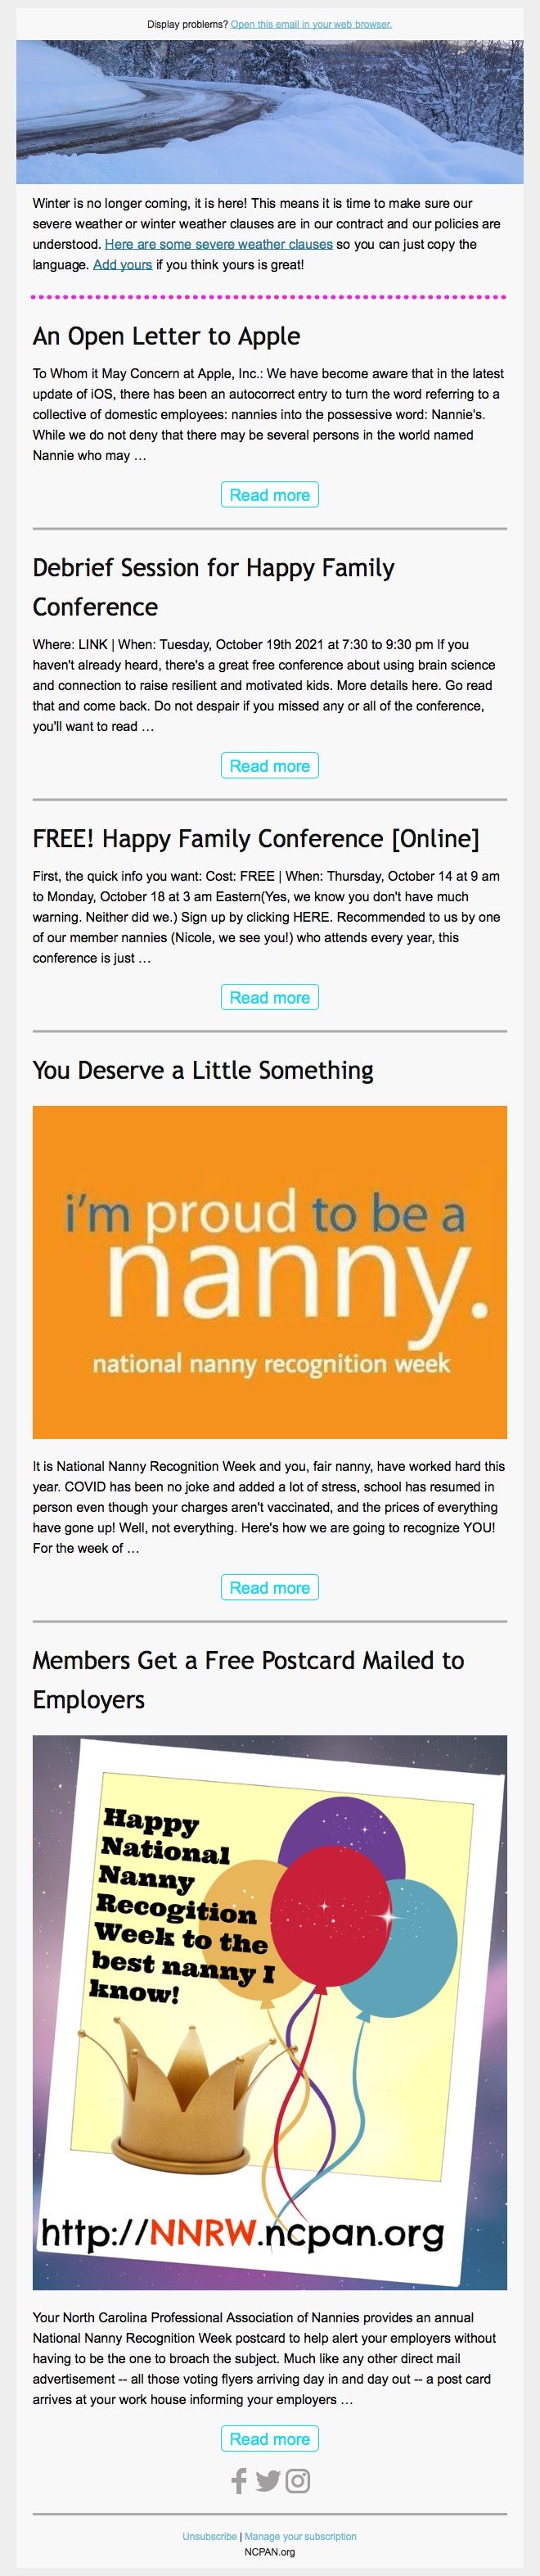 Display problems? Open this email in your web browser.
Winter is no longer coming, it is here! This means it is time to make sure our
severe weather or winter weather clauses are in our contract and our policies are
understood. Here are some severe weather clauses so you can just copy the
language. Add yours if you think yours is great!
An Open Letter to Apple
To Whom it May Concern at Apple, Inc.: We have become aware that in the latest
update of iOS, there has been an autocorrect entry to turn the word referring to a
collective of domestic employees: nannies into the possessive word: Nannie's.
While we do not deny that there may be several persons in the world named
Nannie who may …
Read more
Debrief Session for Happy Family
Conference
Where: LINK | When: Tuesday, October 19th 2021 at 7:30 to 9:30 pm If you
haven't already heard, there's a great free conference about using brain science
and connection to raise resilient and motivated kids. More details here. Go read
that and come back. Do not despair if you missed any or all of the conference,
you'll want to read …
Read more
FREE! Happy Family Conference [Online]
First, the quick info you want: Cost: FREE | When: Thursday, October 14 at 9 am
to Monday, October 18 at 3 am Eastern(Yes, we know you don't have much
warning. Neither did we.) Sign up by clicking HERE. Recommended to us by one
of our member nannies (Nicole, we see you!) who attends every year, this
conference is just …
Read more
You Deserve a Little Something
i'm proud to be a
nanny.
national nanny recognition week
It is National Nanny Recognition Week and you, fair nanny, have worked hard this
year. COVID has been no joke and added a lot of stress, school has resumed in
person even though your charges aren't vaccinated, and the prices of everything
have gone up! Well, not everything. Here's how we are going to recognize YOU!
For the week of …
Read more
Members Get a Free Postcard Mailed to
Employers
Happy
National
Nanny
Recogition
Week to the
best nanny I
know!
http://NNRW.ncpan.org
Your North Carolina Professional Association of Nannies provides an annual
National Nanny Recognition Week postcard to help alert your employers without
having to be the one to broach the subject. Much like any other direct mail
advertisement -- all those voting flyers arriving day in and day out -- a post card
arrives at your work house informing your employers …
Read more
Unsubscribe | Manage your subscription
NCPAN.org